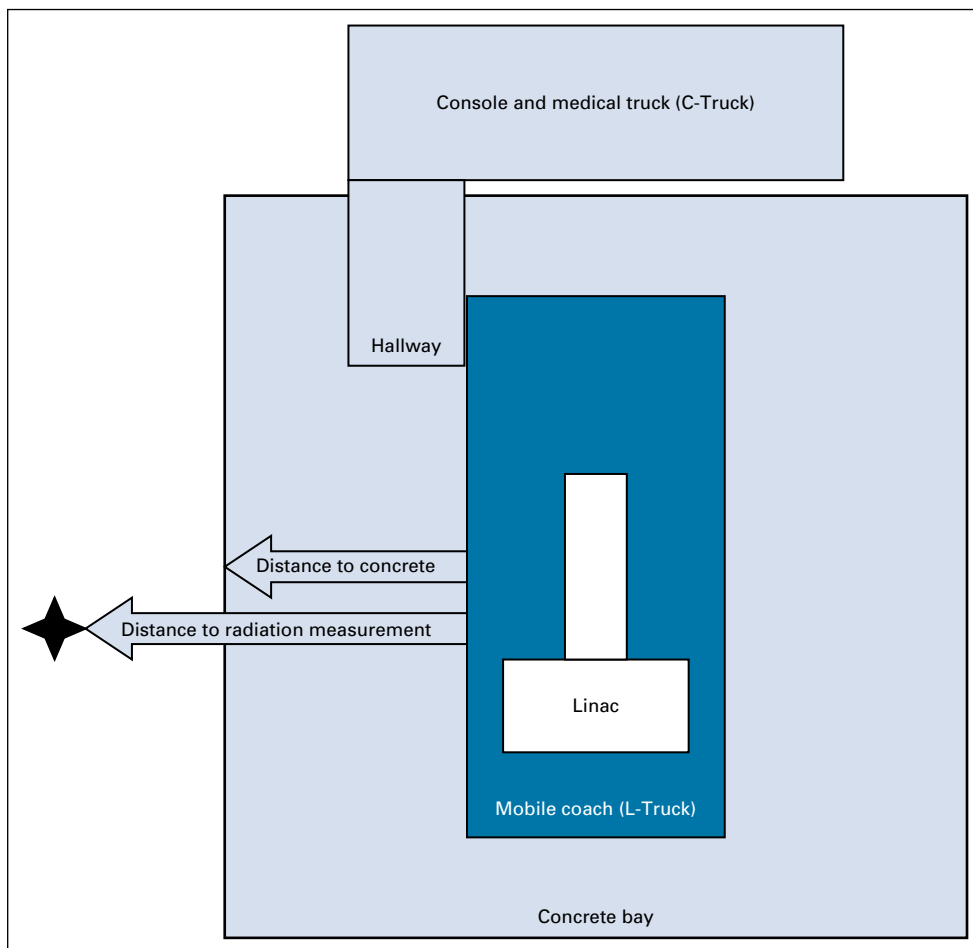 Console and medical truck (C-Truck)
Hallway
Distance to concrete
Distance to radiation measurement
Linac
Mobile coach (L-Truck)
Concrete bay